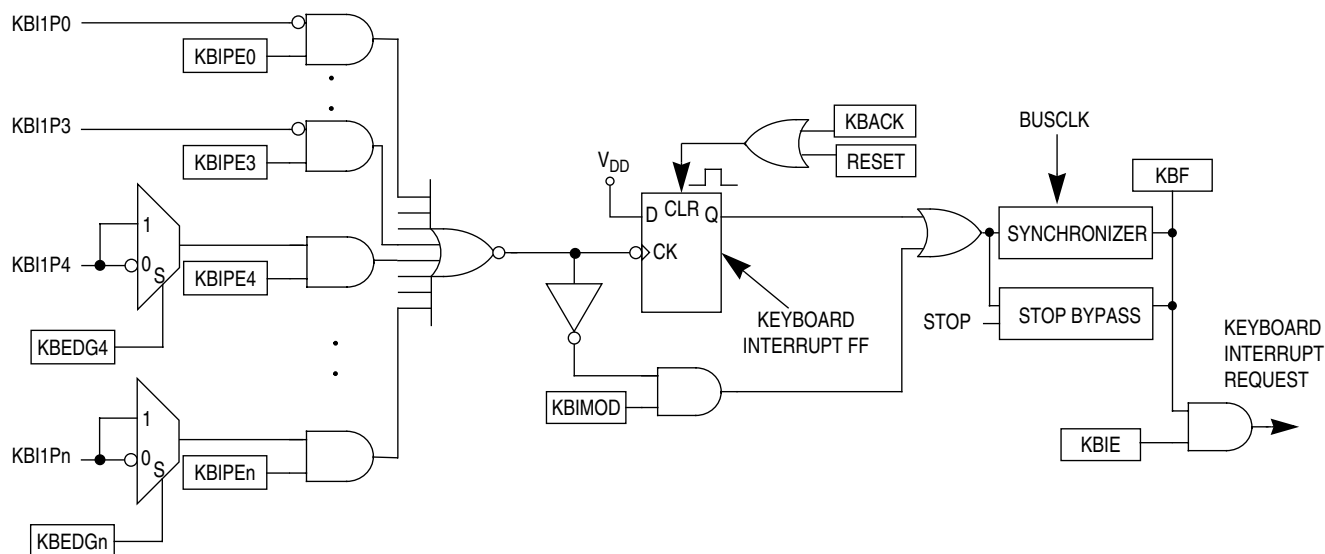 KBI1P0
KBIPE0
KBI1P3
KBIPE3
KBACK
RESET
BUSCLK
KBF
VDD
D CLR Q
CK
SYNCHRONIZER
1
0
S
KBI1P4
KBIPE4
KBEDG4
STOP
STOP BYPASS
KEYBOARD
INTERRUPT FF
KEYBOARD
INTERRUPT
REQUEST
KBIMOD
KBIE
1
0
S
KBI1Pn
KBIPEn
KBEDGn